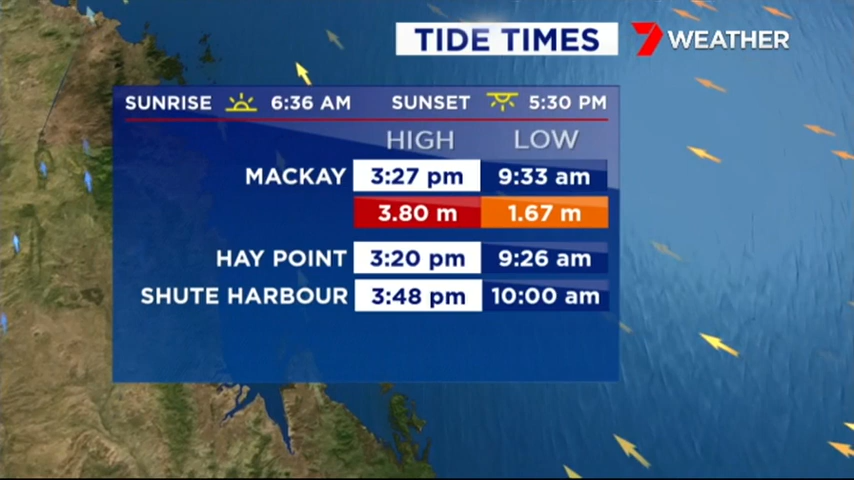 TIDE TIMES 7 WEATHER
SUNRISE 6:36 AM SUNSET 5:30 PM
HIGH LOW
MACKAY 3:27 pm 9:33 am
3.80 m 1.67 m
HAY POINT 3:20 pm 9:26 am
SHUTE HARBOUR 3:48 pm 10:00 am